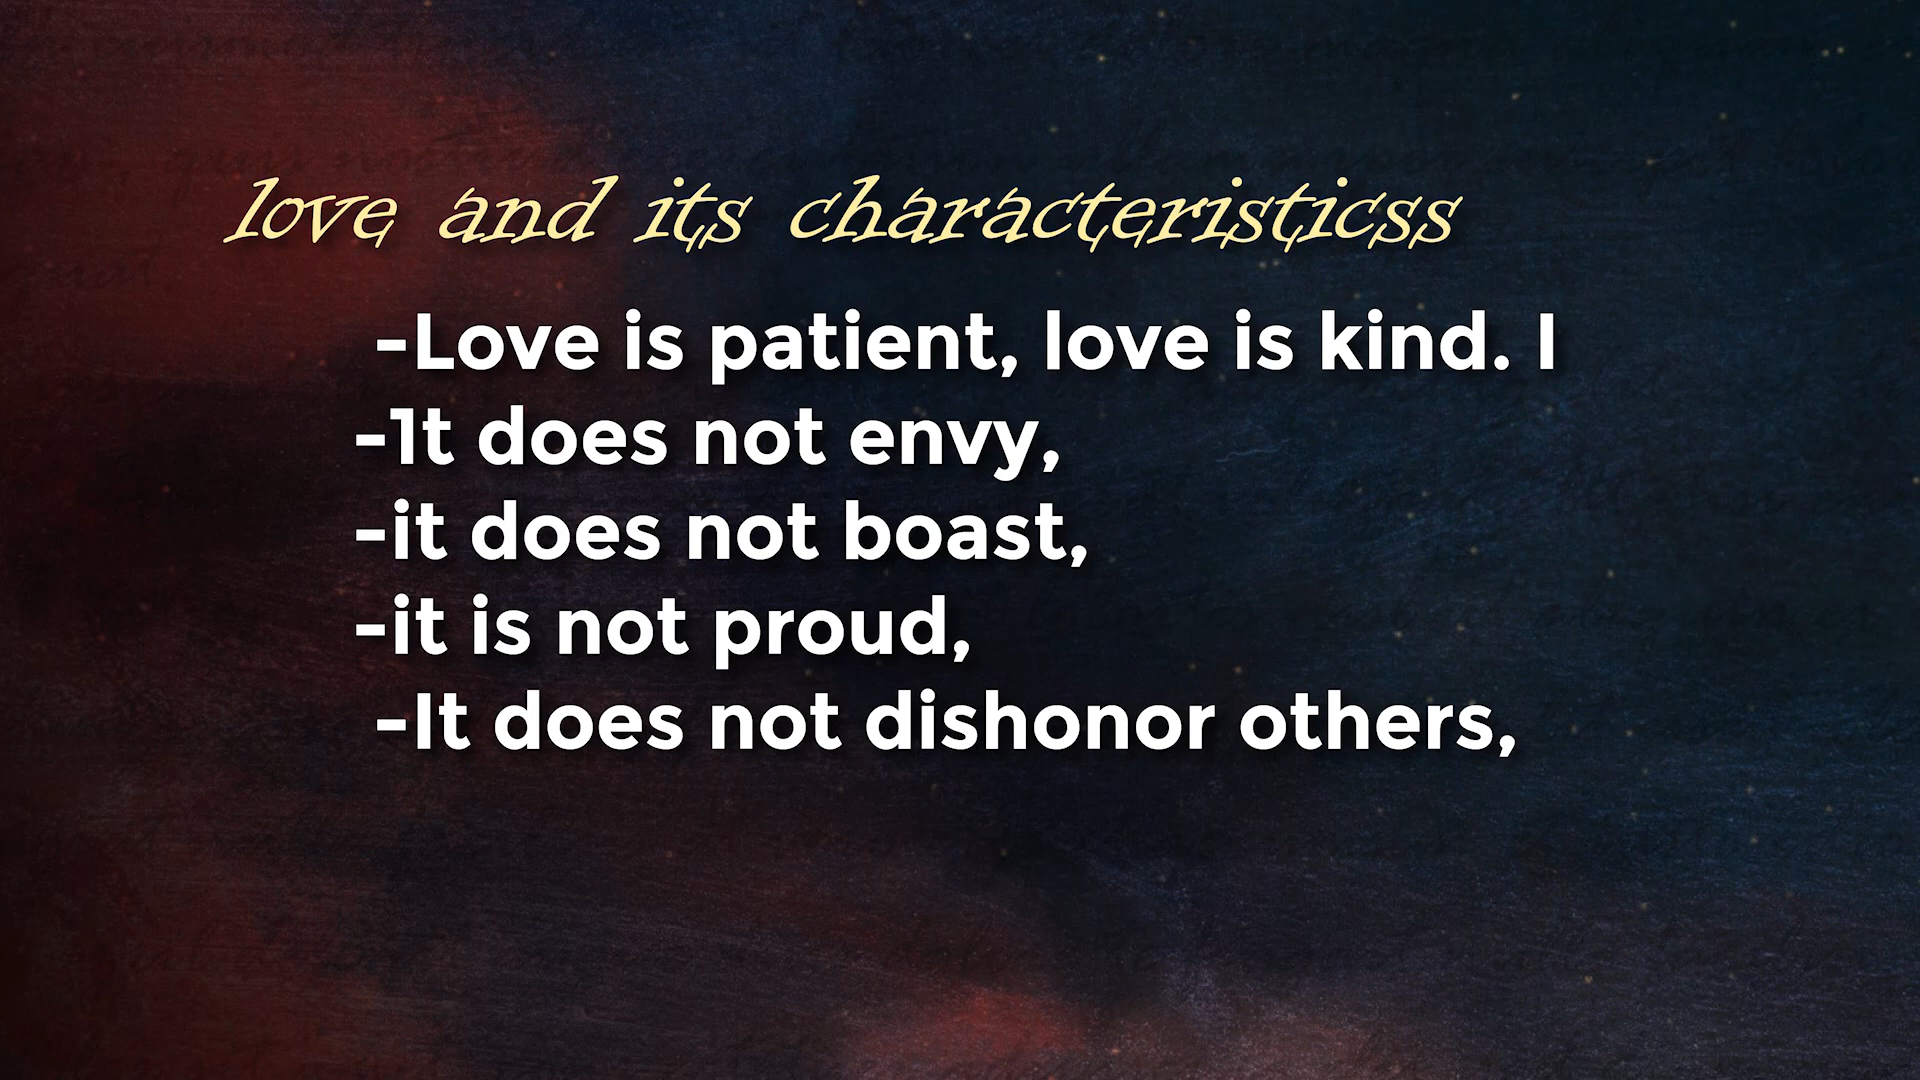 love and its characteristicss
-Love is patient, love is kind. I
-1t does not envy,
-it does not boast,
-it is not proud,
-It does not dishonor others,